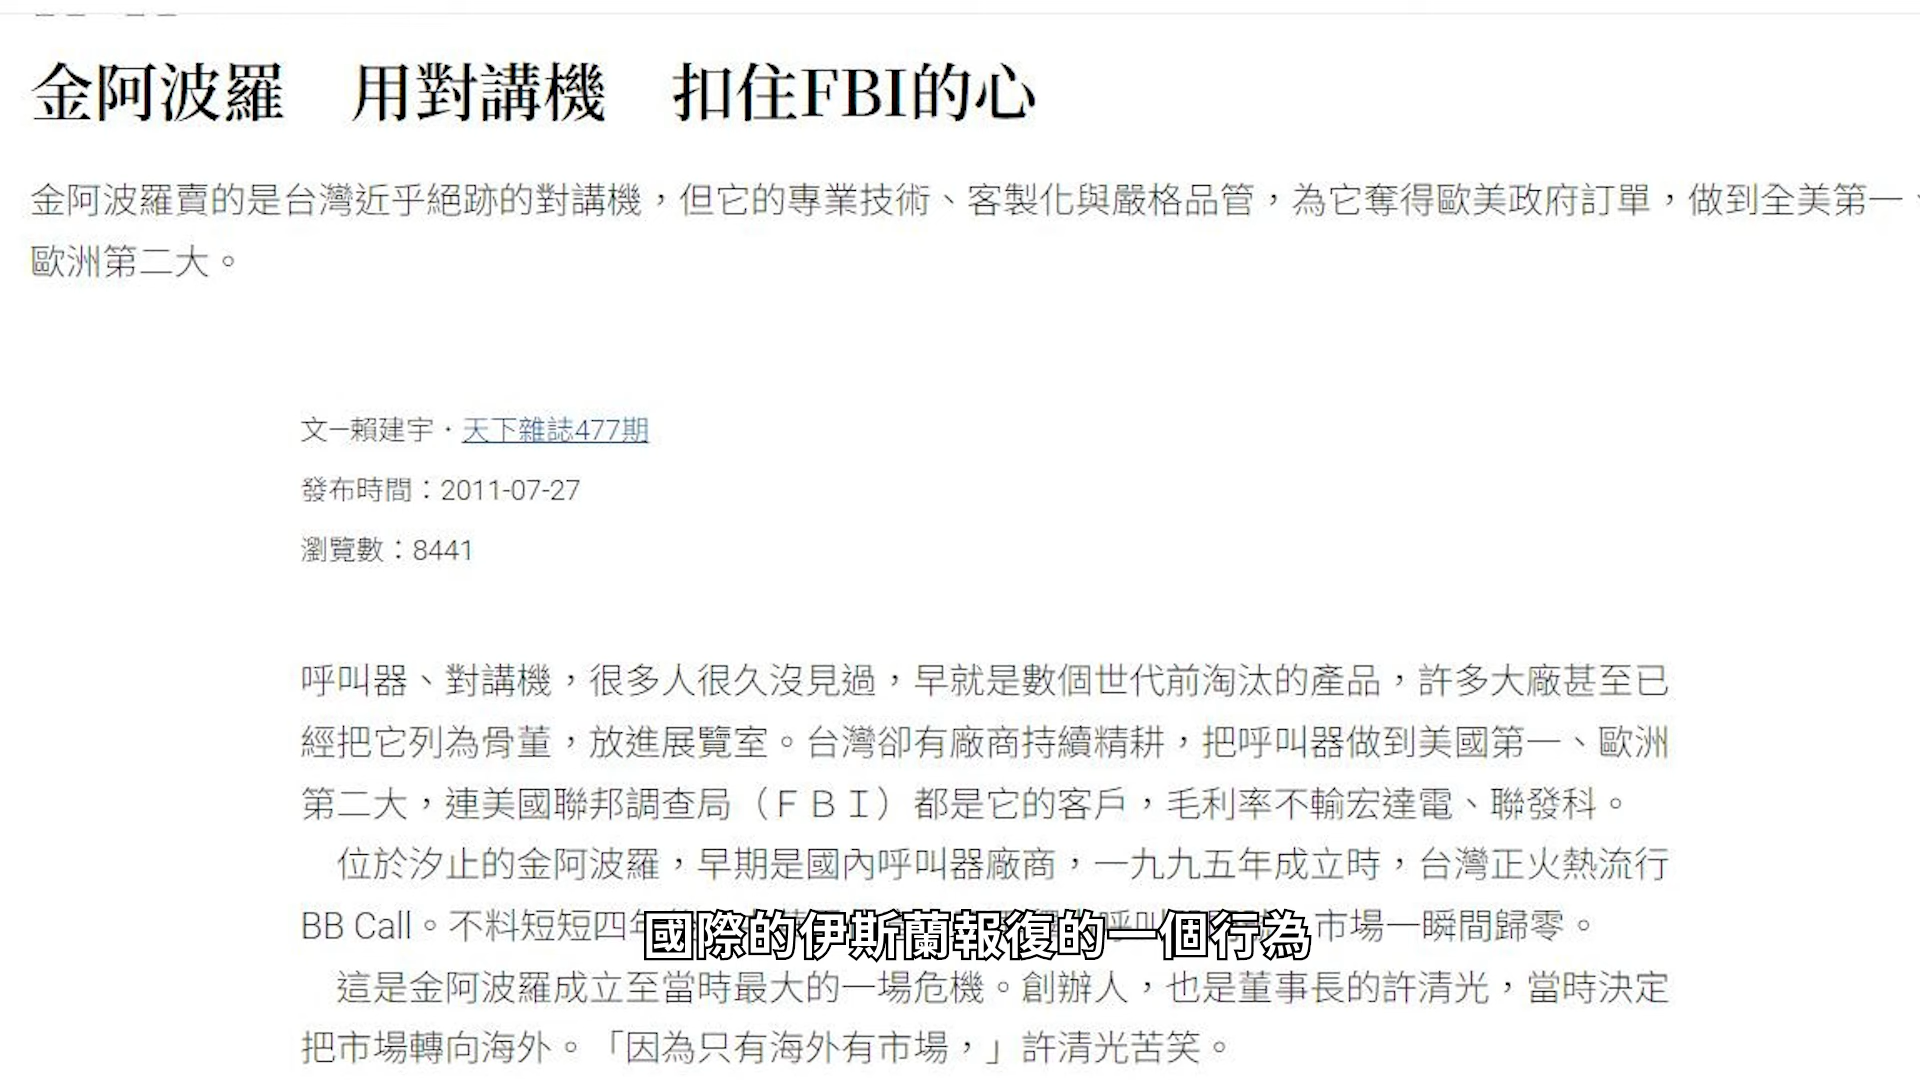 金阿波羅　用對講機　扣住FBI的心
金阿波羅賣的是台灣近乎絕跡的對講機，但它的專業技術、客製化與嚴格品管，為它奪得歐美政府訂單，做到全美第一、
歐洲第二大。
文—賴建宇・天下雜誌477期
發布時間：2011-07-27
瀏覽數：8441
呼叫器、對講機，很多人很久沒見過，早就是數個世代前淘汰的產品，許多大廠甚至已
經把它列為骨董，放進展覽室。台灣卻有廠商持續精耕，把呼叫器做到美國第一、歐洲
第二大，連美國聯邦調查局（ＦＢＩ）都是它的客戶，毛利率不輸宏達電、聯發科。
位於汐止的金阿波羅，早期是國內呼叫器廠商，一九九五年成立時，台灣正火熱流行
BB Call。不料短短四年 市場一瞬間歸零。
國際的伊斯蘭報復的一個行為
這是金阿波羅成立至當時最大的一場危機。創辦人，也是董事長的許清光，當時決定
把市場轉向海外。「因為只有海外有市場，」許清光苦笑。